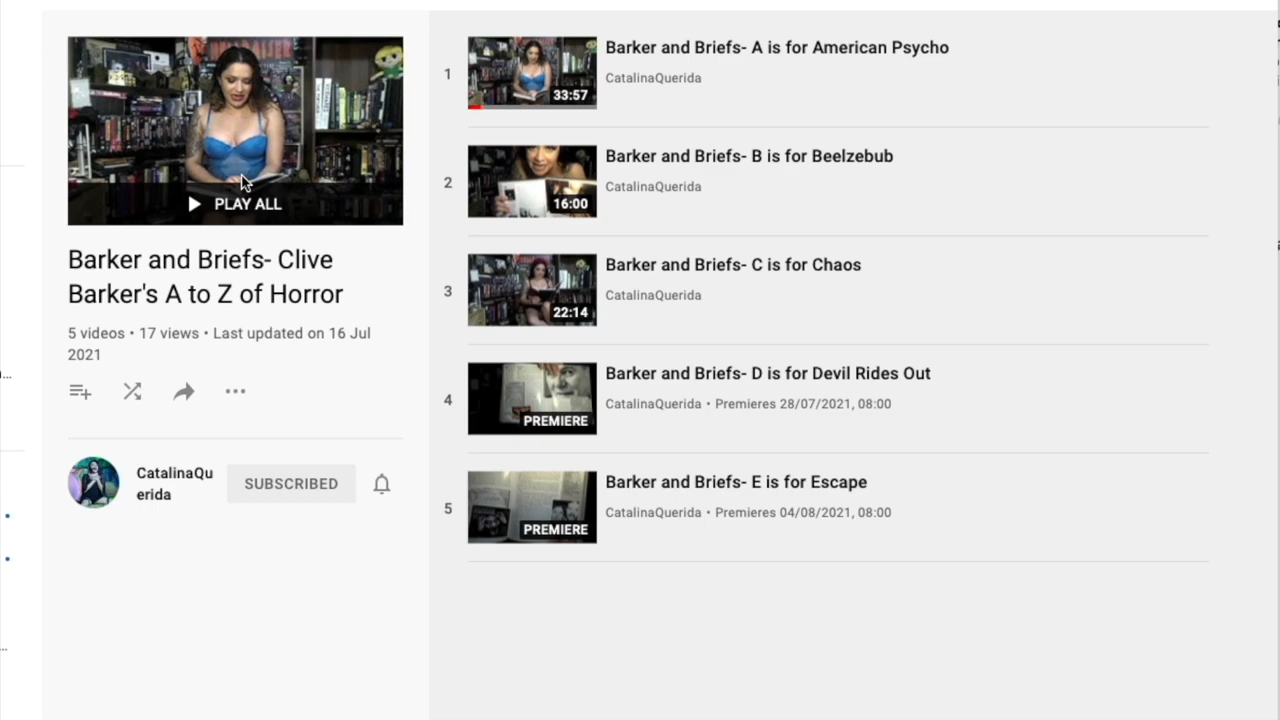 PLAY ALL
Barker and Briefs- Clive
Barker's A to Z of Horror
5 videos • 17 views • Last updated on 16 Jul
2021
CatalinaQu
erida
SUBSCRIBED
1
33:57
Barker and Briefs- A is for American Psycho
CatalinaQuerida
2
16:00
Barker and Briefs- B is for Beelzebub
CatalinaQuerida
3
22:14
Barker and Briefs- C is for Chaos
CatalinaQuerida
4
PREMIERE
Barker and Briefs- D is for Devil Rides Out
CatalinaQuerida • Premieres 28/07/2021, 08:00
5
PREMIERE
Barker and Briefs- E is for Escape
CatalinaQuerida • Premieres 04/08/2021, 08:00